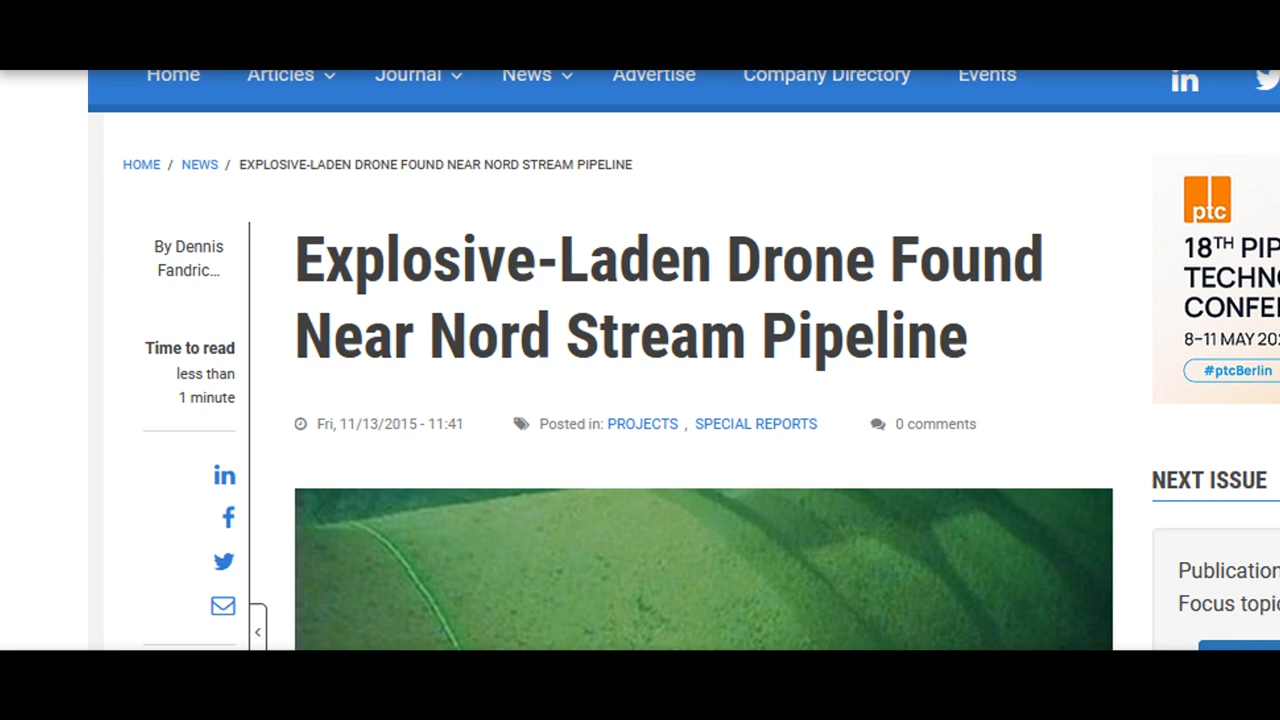 Home Articles Journal News Advertise Company Directory Events
HOME / NEWS / EXPLOSIVE-LADEN DRONE FOUND NEAR NORD STREAM PIPELINE
By Dennis
Fandric...
Time to read
less than
1 minute
Explosive-Laden Drone Found
Near Nord Stream Pipeline
Fri, 11/13/2015 - 11:41 Posted in: PROJECTS , SPECIAL REPORTS 0 comments
ptc
18TH PIP
TECHNO
CONFE
8–11 MAY 202
#ptcBerlin
NEXT ISSUE
Publication
Focus topic